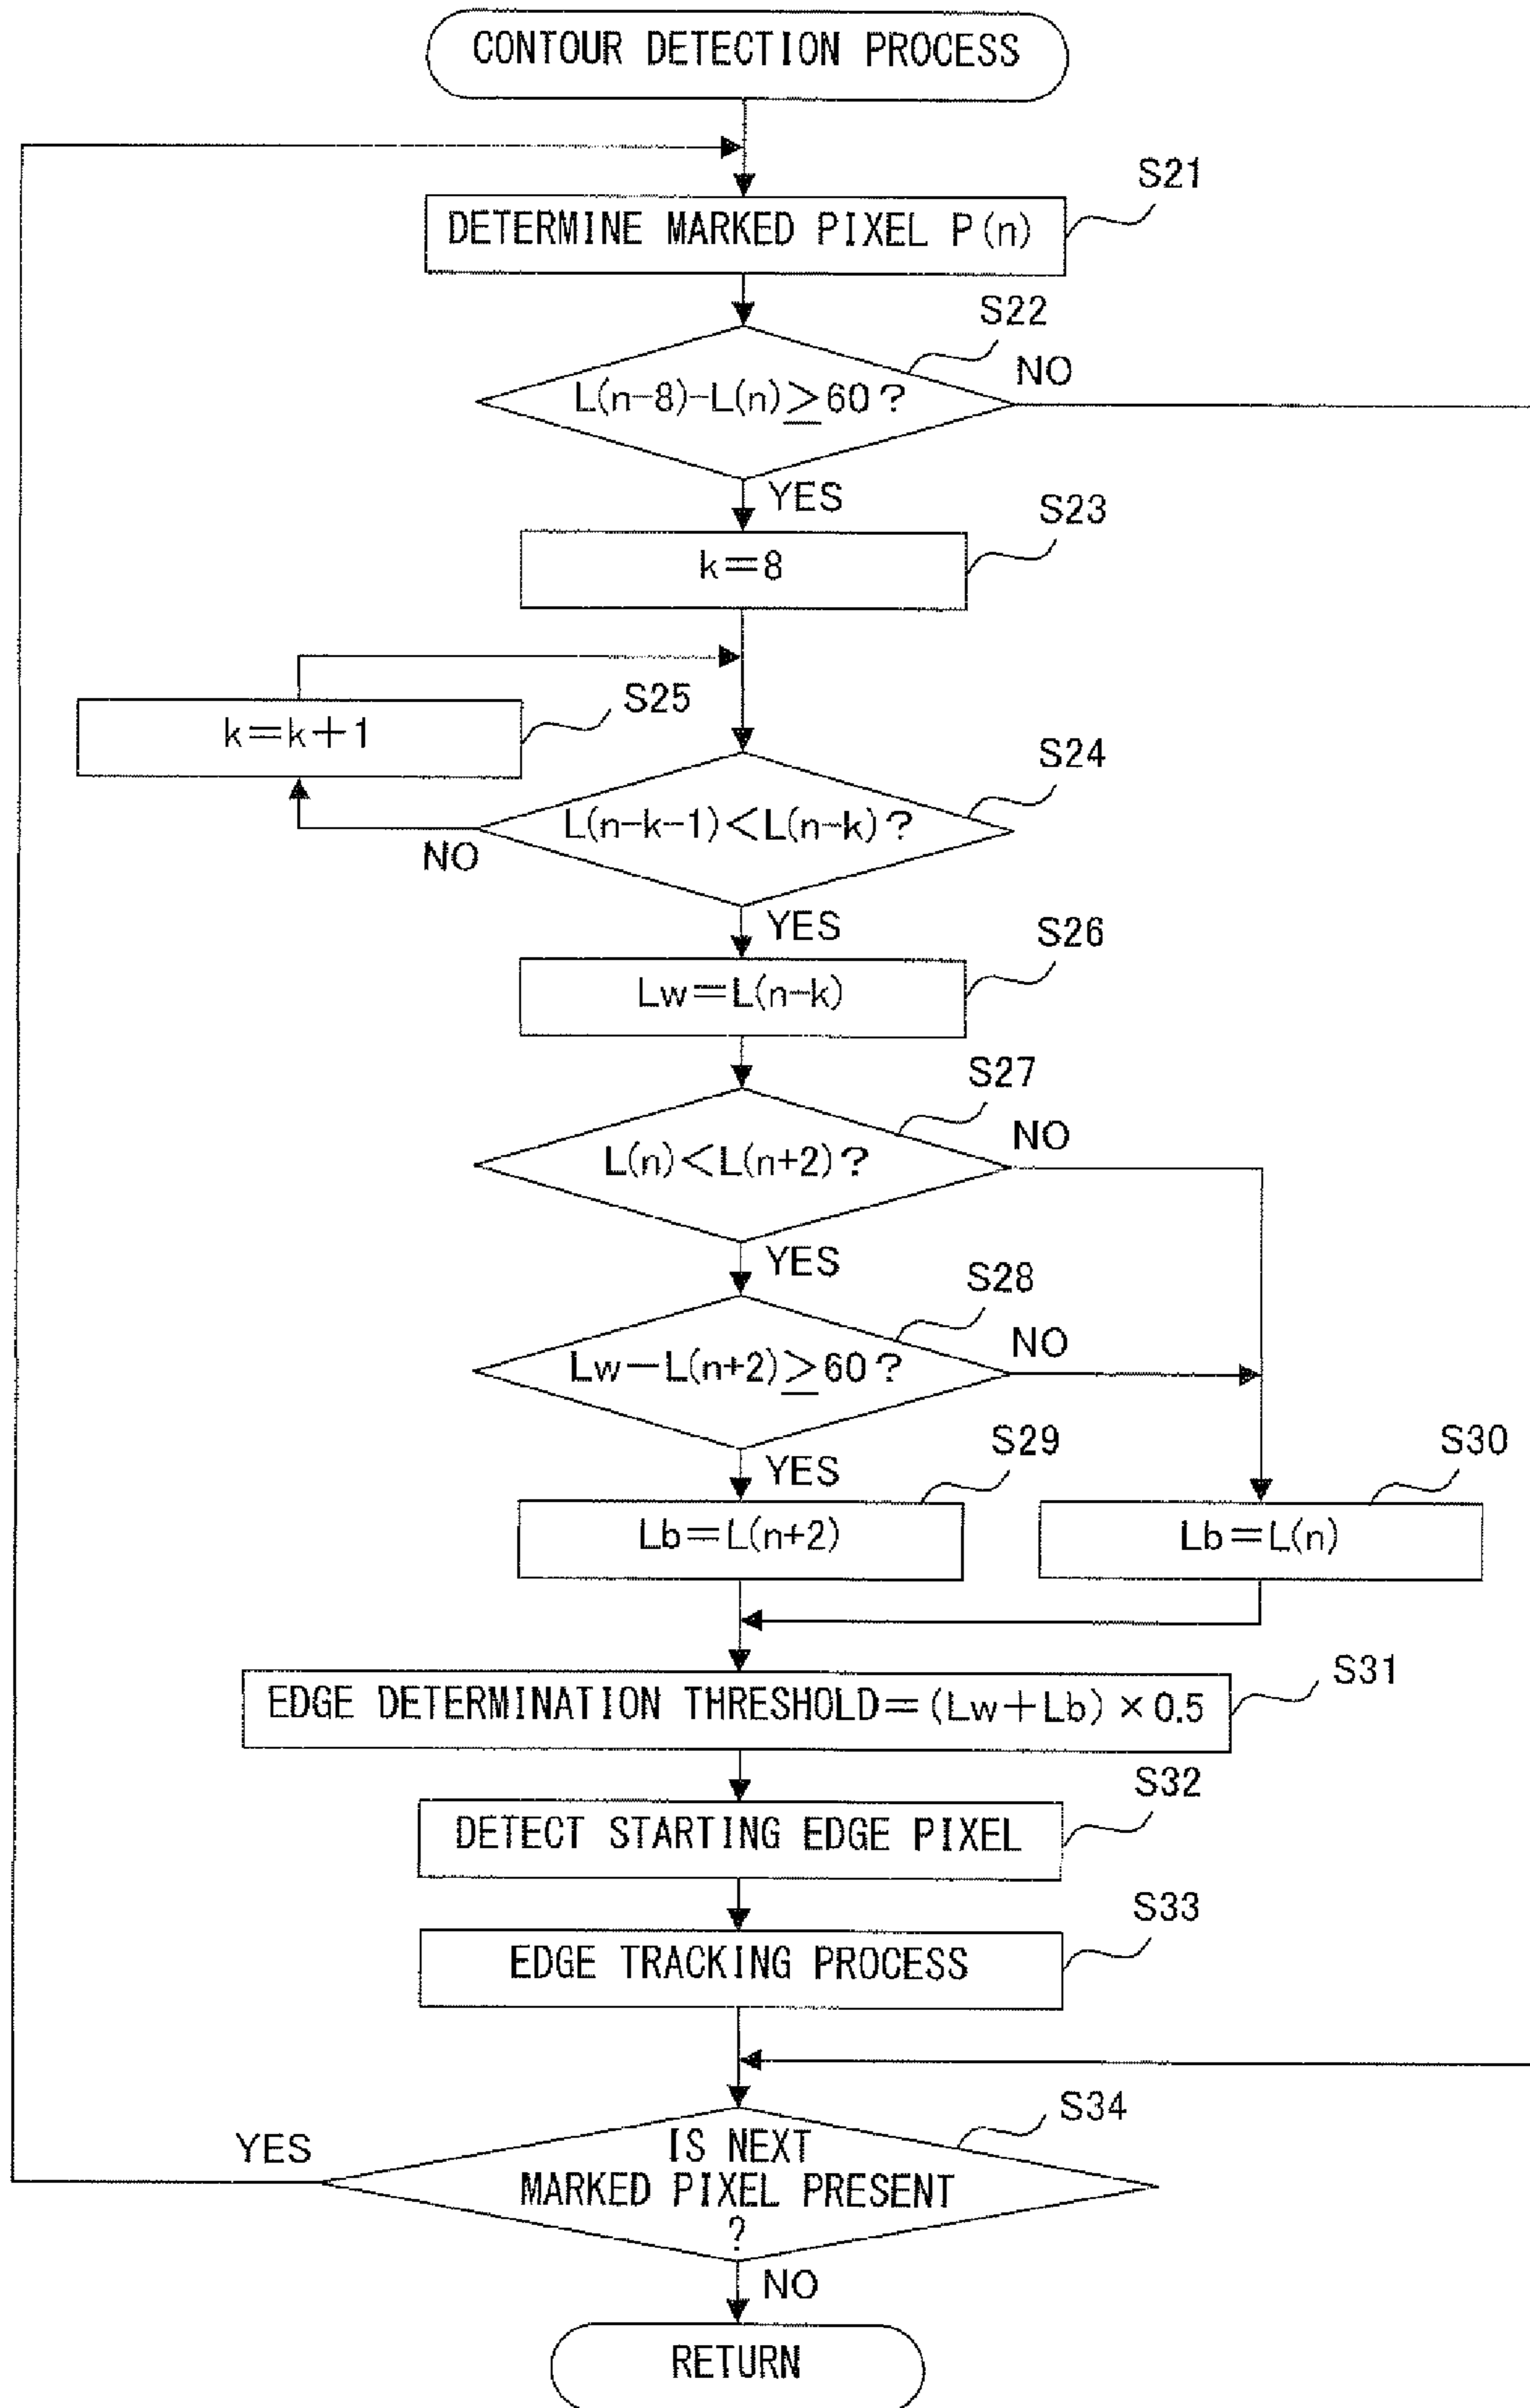 CONTOUR DETECTION PROCESS
S21
DETERMINE MARKED PIXEL P(n)
S22
L(n-8)-L(n)≧60?
NO
YES
S23
k=8
S25
k=k+1
S24
L(n-k-1)<L(n-k)?
NO
YES
S26
Lw=L(n-k)
S27
L(n)<L(n+2)?
NO
YES
S28
Lw-L(n+2)≧60?
NO
YES
S29
Lb=L(n+2)
S30
Lb=L(n)
S31
EDGE DETERMINATION THRESHOLD=(Lw+Lb)×0.5
S32
DETECT STARTING EDGE PIXEL
S33
EDGE TRACKING PROCESS
S34
YES
IS NEXT
MARKED PIXEL PRESENT
?
NO
RETURN